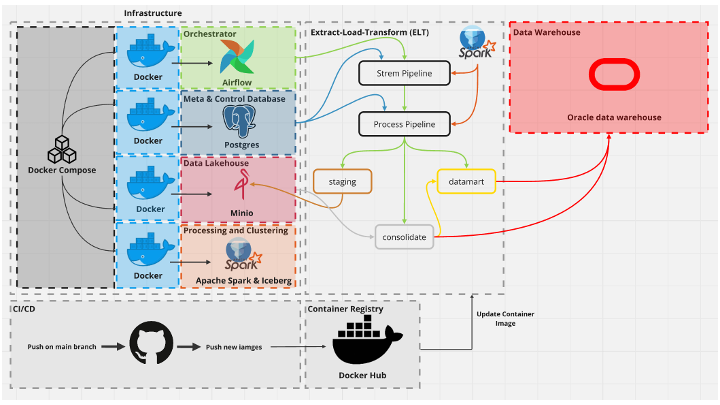 Infrastructure
Docker Compose
Docker
Orchestrator
Airflow
Docker
Meta & Control Database
Postgres
Docker
Data Lakehouse
Minio
Docker
Processing and Clustering
Spark
Apache Spark & Iceberg
Extract-Load-Transform (ELT)
Spark
Strem Pipeline
Process Pipeline
staging
datamart
consolidate
Data Warehouse
Oracle data warehouse
CI/CD
Push on main branch
Push new iamges
Container Registry
Docker Hub
Update Container
Image